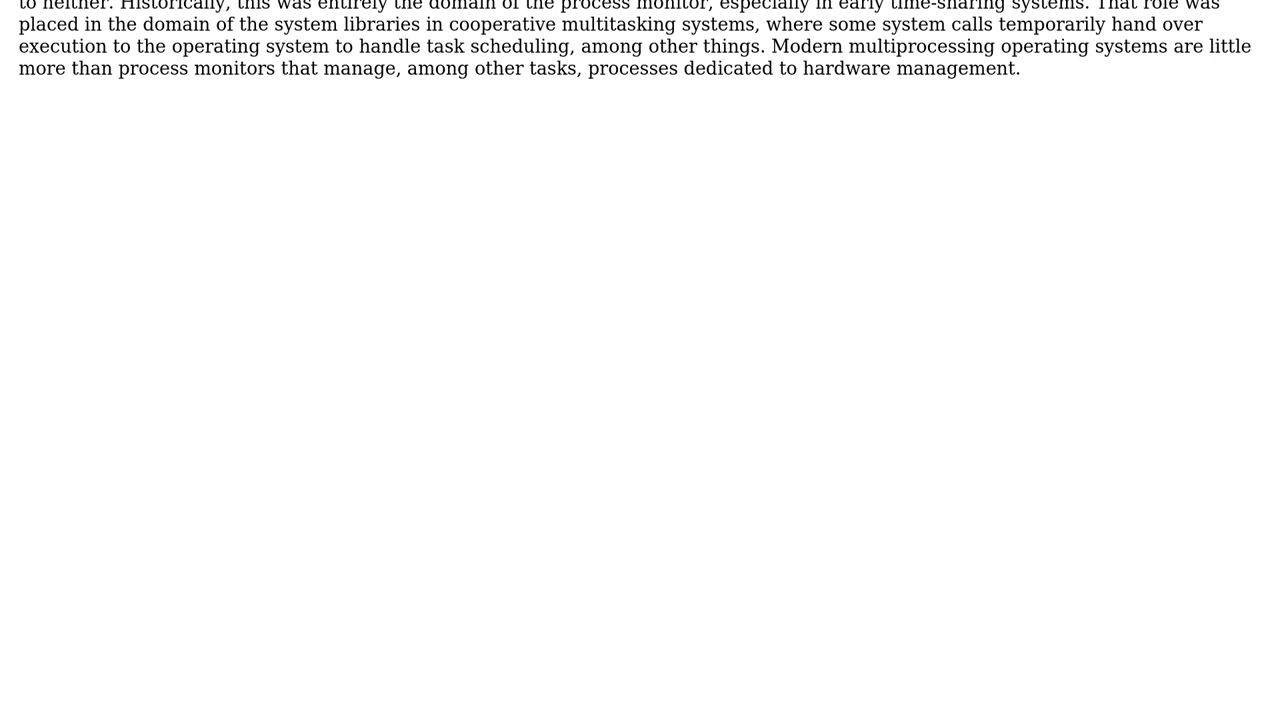 to neither. Historically, this was entirely the domain of the process monitor, especially in early time-sharing systems. That role was
placed in the domain of the system libraries in cooperative multitasking systems, where some system calls temporarily hand over
execution to the operating system to handle task scheduling, among other things. Modern multiprocessing operating systems are little
more than process monitors that manage, among other tasks, processes dedicated to hardware management.